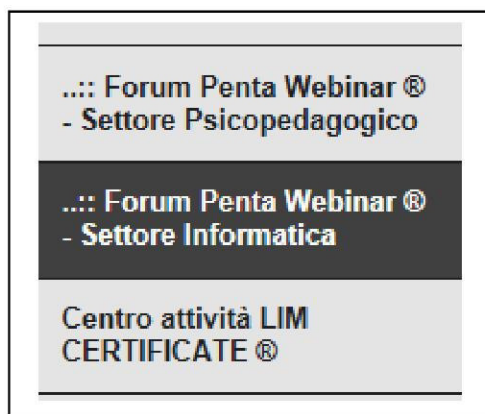 ..:: Forum Penta Webinar ®
- Settore Psicopedagogico
..:: Forum Penta Webinar ®
- Settore Informatica
Centro attività LIM
CERTIFICATE ®